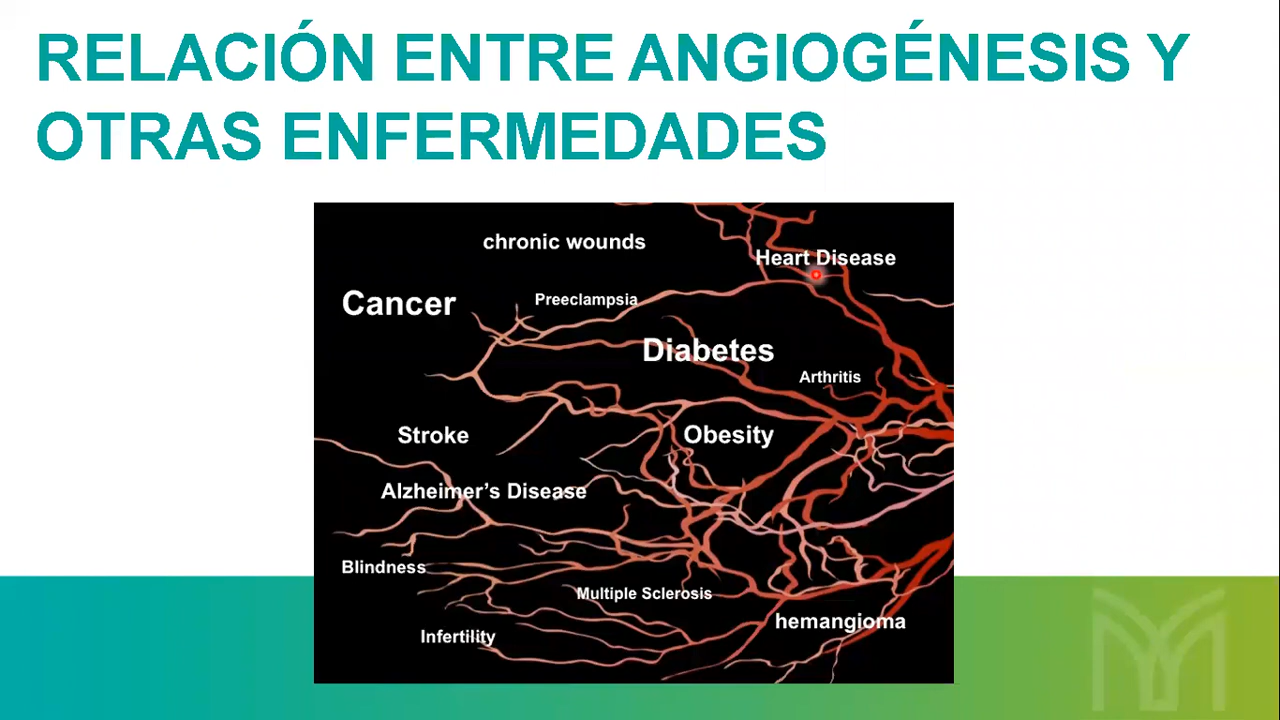 RELACIÓN ENTRE ANGIOGÉNESIS Y
OTRAS ENFERMEDADES
chronic wounds
Heart Disease
Cancer
Preeclampsia
Diabetes
Arthritis
Stroke
Obesity
Alzheimer’s Disease
Blindness
Multiple Sclerosis
hemangioma
Infertility